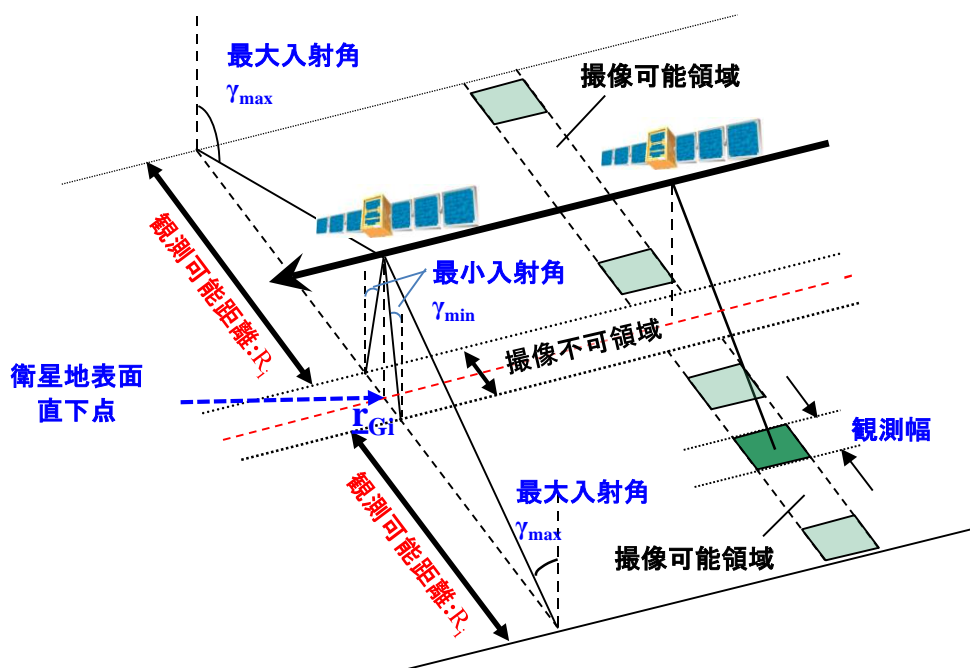 最大入射角
γmax
撮像可能領域
観測可能距離:Ri
最小入射角
γmin
撮像不可領域
衛星地表面
直下点
rGi
観測幅
観測可能距離:Ri
最大入射角
γmax
撮像可能領域